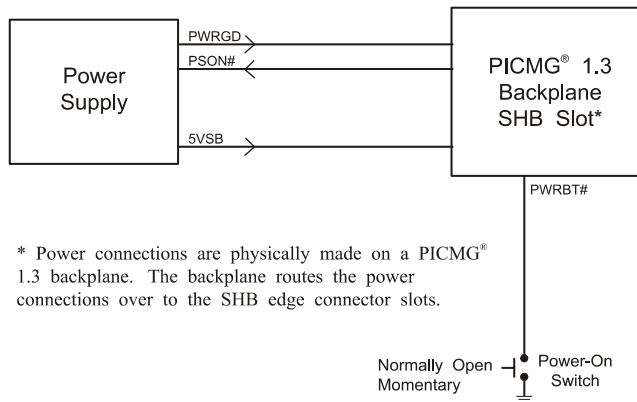 PWRGD
PSON#
Power
Supply
5VSB
PICMG® 1.3
Backplane
SHB Slot*
PWRBT#
* Power connections are physically made on a PICMG®
1.3 backplane. The backplane routes the power
connections over to the SHB edge connector slots.
Normally Open
Momentary
Power-On
Switch